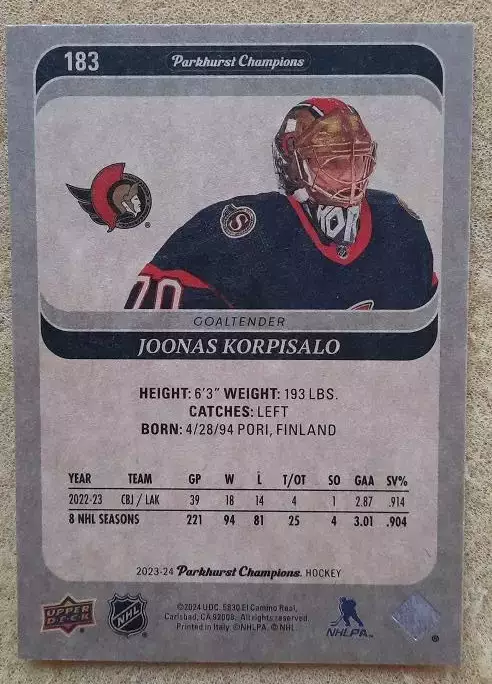 183 Parkhurst Champions
S
KOR
70
GOALTENDER
JOONAS KORPISALO
HEIGHT: 6'3" WEIGHT: 193 LBS.
CATCHES: LEFT
BORN: 4/28/94 PORI, FINLAND
YEAR TEAM GP W L T/OT SO GAA SV%
2022-23 CBJ / LAK 39 18 14 4 1 2.87 .914
8 NHL SEASONS 221 94 81 25 4 3.01 .904
2023-24 Parkhurst Champions HOCKEY
UPPER DECK
NHL
©2024 UDC. 5830 El Camino Real,
Carlsbad, CA 92008. All rights reserved.
Printed in Italy. ©NHLPA. © NHL.
NHLPA
®